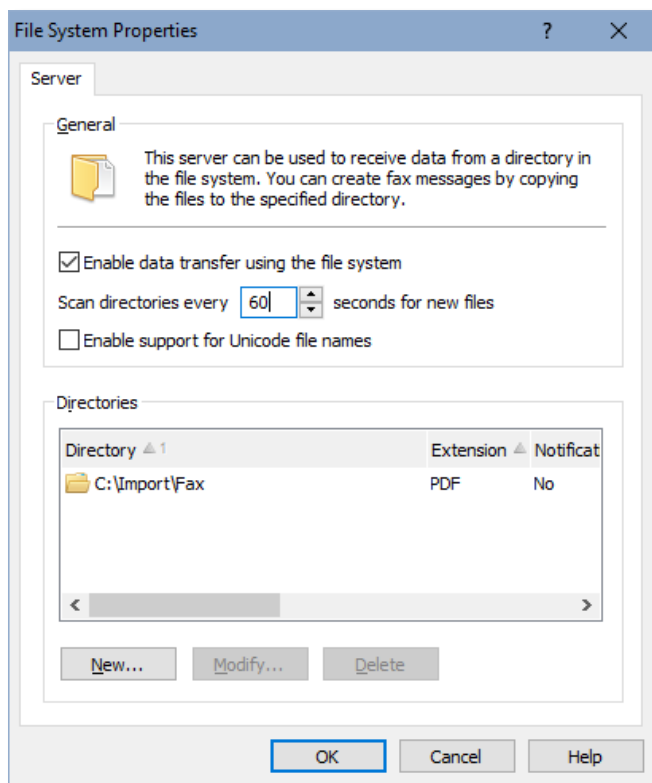 File System Properties ?
Server
General
This server can be used to receive data from a directory in
the file system. You can create fax messages by copying
the files to the specified directory.
Enable data transfer using the file system
Scan directories every 60 seconds for new files
Enable support for Unicode file names
Directories
Directory 1 Extension Notificat
C:\Import\Fax PDF No
New... Modify... Delete
OK Cancel Help